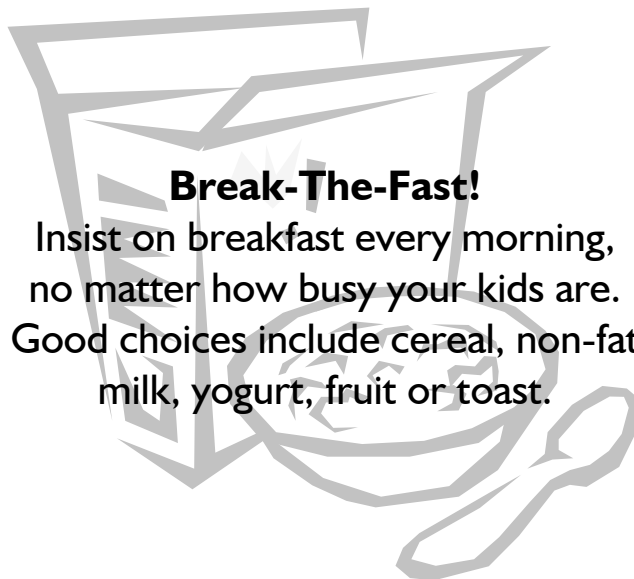 Break-The-Fast!
Insist on breakfast every morning,
no matter how busy your kids are.
Good choices include cereal, non-fat
milk, yogurt, fruit or toast.